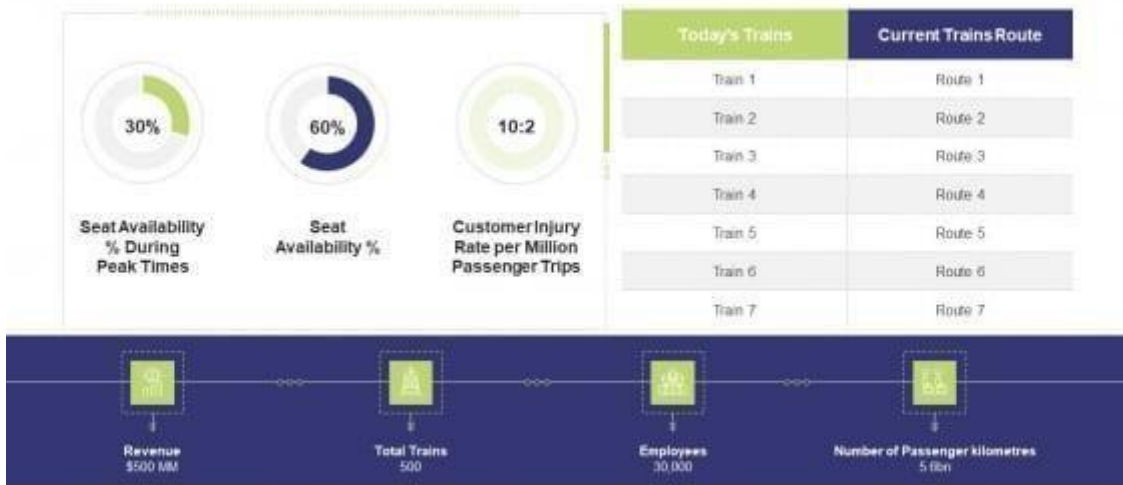 30%
60%
10:2
Seat Availability
% During
Peak Times
Seat
Availability %
Customer Injury
Rate per Million
Passenger Trips
Today's Trains Current Trains Route
Train 1 Route 1
Train 2 Route 2
Train 3 Route 3
Train 4 Route 4
Train 5 Route 5
Train 6 Route 6
Train 7 Route 7
Revenue
$500 MM
Total Trains
500
Employees
30,000
Number of Passenger kilometres
5.6bn